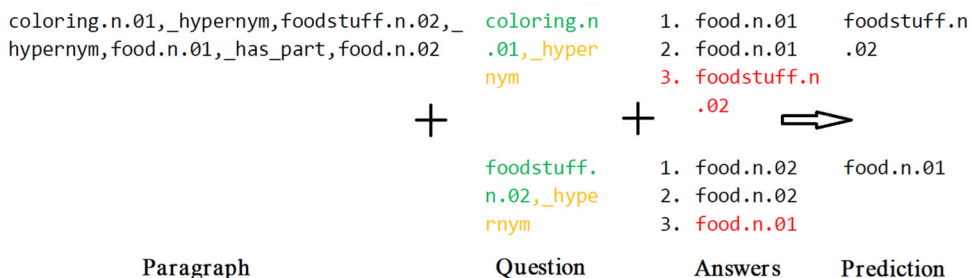 coloring.n.01,_hypernym,foodstuff.n.02,_
hypernym,food.n.01,_has_part,food.n.02
+
coloring.n
.01,_hyper
nym
+
1. food.n.01
2. food.n.01
3. foodstuff.n
.02
foodstuff.n
.02
foodstuff.
n.02,_hype
rnym
1. food.n.02
2. food.n.02
3. food.n.01
food.n.01
Paragraph
Question
Answers
Prediction